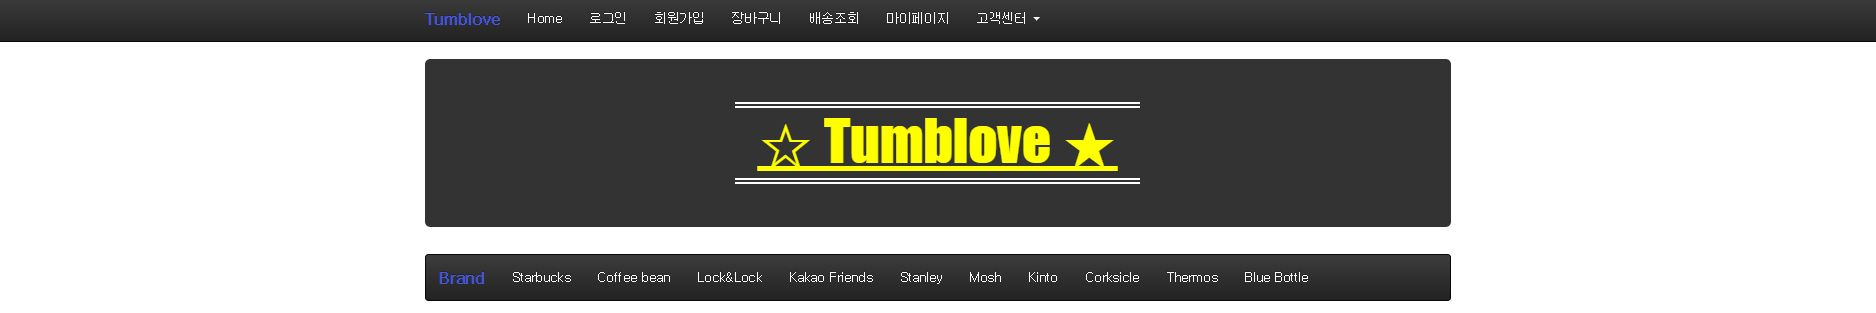 Tumblove Home 로그인 회원가입 장바구니 배송조회 마이페이지 고객센터
☆ Tumblove ★
Brand Starbucks Coffee bean Lock&Lock Kakao Friends Stanley Mosh Kinto Corksicle Thermos Blue Bottle